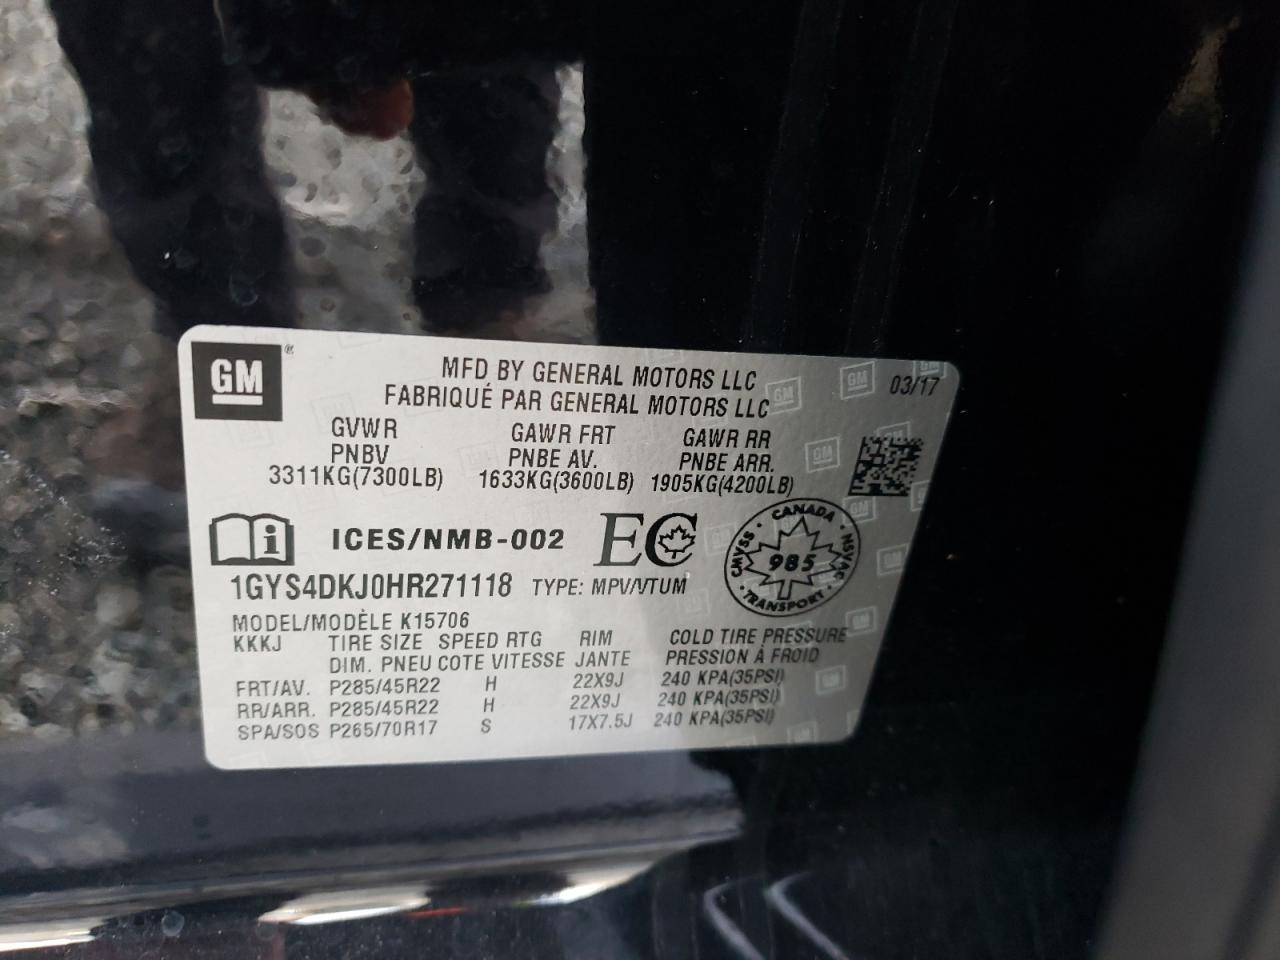 GM
MFD BY GENERAL MOTORS LLC
FABRIQUÉ PAR GENERAL MOTORS LLC
03/17
GVWR GAWR FRT GAWR RR
PNBV PNBE AV. PNBE ARR.
3311KG(7300LB) 1633KG(3600LB) 1905KG(4200LB)
i ICES/NMB-002 EC
CANADA CMVSS 985 NSVAC TRANSPORT
1GYS4DKJ0HR271118 TYPE: MPV/VTUM
MODEL/MODÈLE K15706
KKKJ TIRE SIZE SPEED RTG RIM COLD TIRE PRESSURE
DIM. PNEU COTE VITESSE JANTE PRESSION À FROID
FRT/AV. P285/45R22 H 22X9J 240 KPA(35PSI)
RR/ARR. P285/45R22 H 22X9J 240 KPA(35PSI)
SPA/SOS P265/70R17 S 17X7.5J 240 KPA(35PSI)